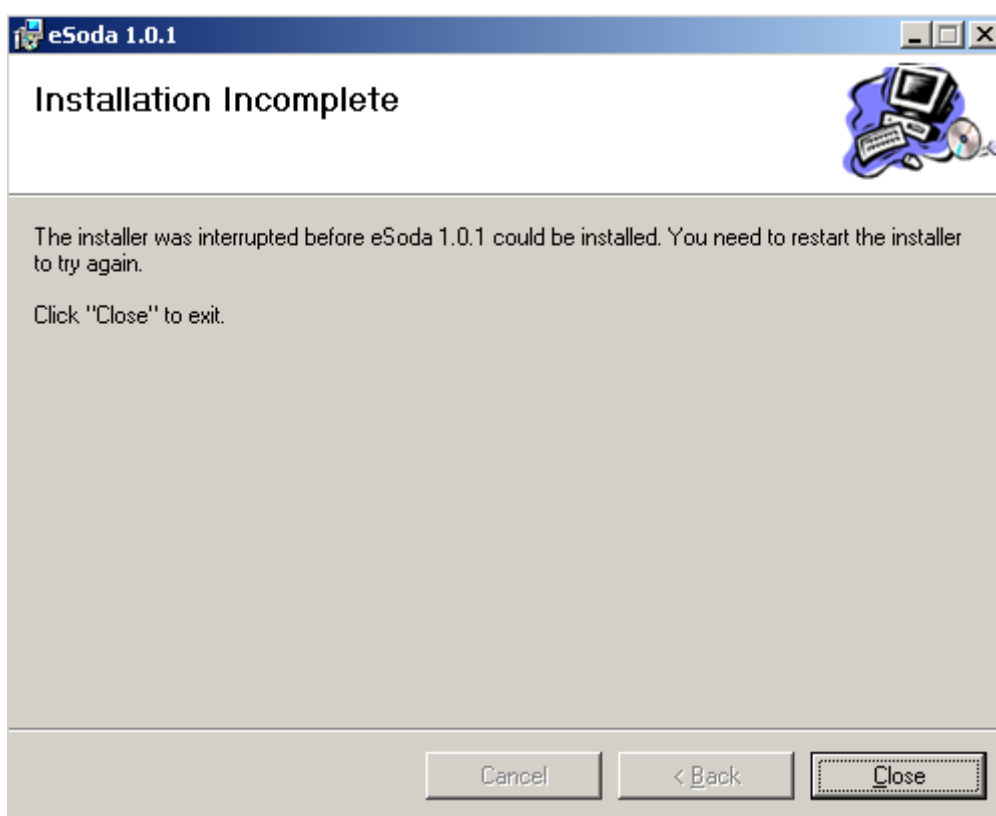 eSoda 1.0.1
Installation Incomplete
The installer was interrupted before eSoda 1.0.1 could be installed. You need to restart the installer
to try again.
Click "Close" to exit.
Cancel
< Back
Close